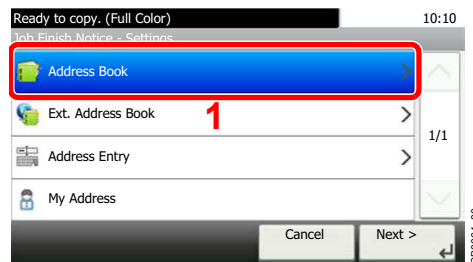 Ready to copy. (Full Color) 10:10
Job Finish Notice - Settings
Address Book
Ext. Address Book
1
1/1
Address Entry
My Address
Cancel Next >